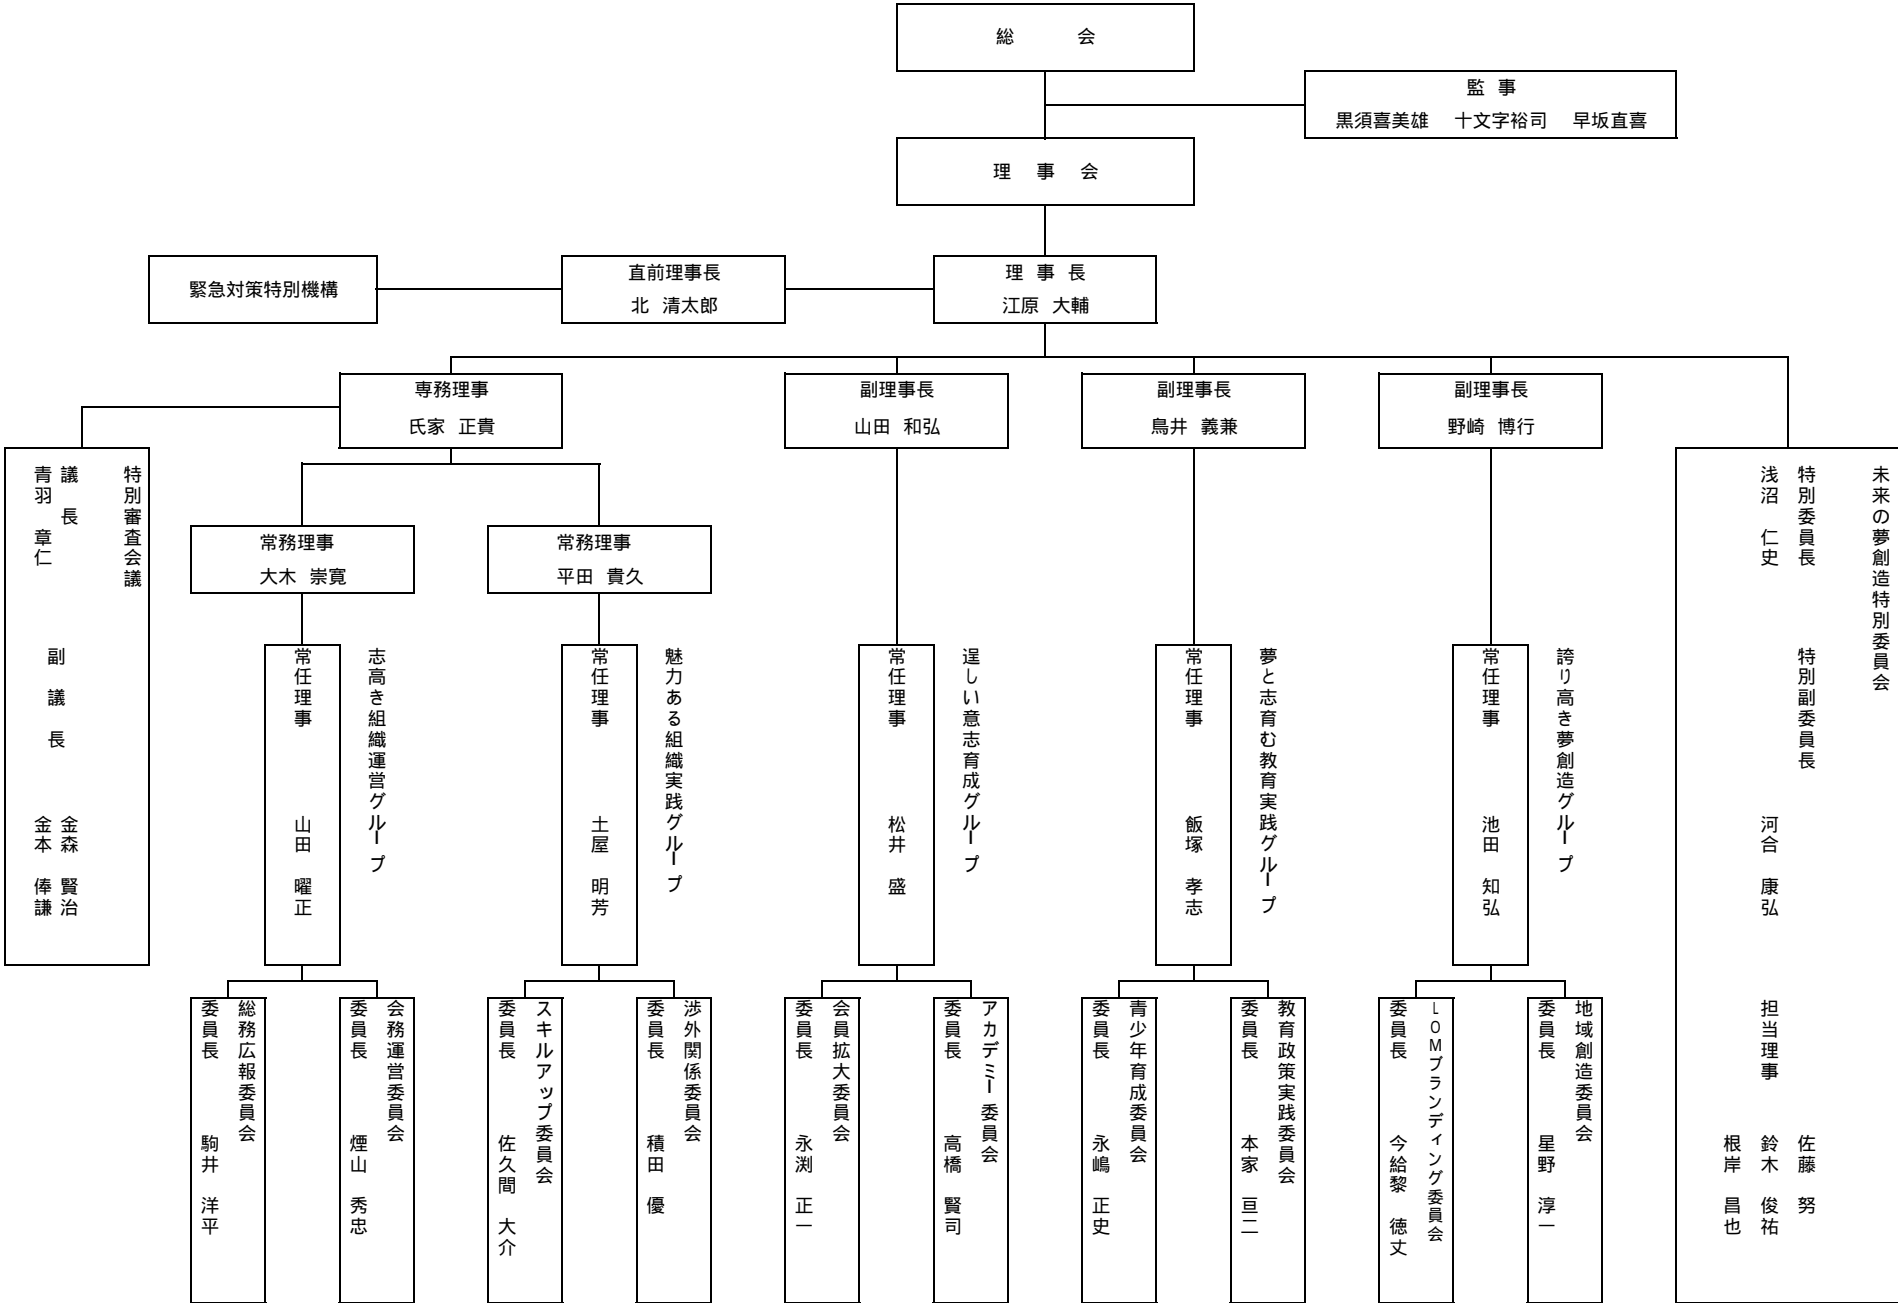 総 会
監 事
黒須喜美雄 十文字裕司 早坂直喜
理 事 会
緊急対策特別機構
直前理事長
北 清太郎
理 事 長
江原 大輔
専務理事
氏家 正貴
副理事長
山田 和弘
副理事長
鳥井 義兼
副理事長
野崎 博行
特別審査会議
議 長
青羽 章仁
副 議 長
金森 賢治
金本 俸謙
常務理事
大木 崇寛
常務理事
平田 貴久
志高き組織運営グループ
常任理事 山田 曜正
魅力ある組織実践グループ
常任理事 土屋 明芳
逞しい意志育成グループ
常任理事 松井 盛
夢と志育む教育実践グループ
常任理事 飯塚 孝志
誇り高き夢創造グループ
常任理事 池田 知弘
未来の夢創造特別委員会
特別委員長
浅沼 仁史
特別副委員長
河合 康弘
担当理事
佐藤 努
鈴木 俊祐
根岸 昌也
総務広報委員会
委員長 駒井 洋平
会務運営委員会
委員長 煙山 秀忠
スキルアップ委員会
委員長 佐久間 大介
渉外関係委員会
委員長 積田 優
会員拡大委員会
委員長 永渕 正一
アカデミー委員会
委員長 高橋 賢司
青少年育成委員会
委員長 永嶋 正史
教育政策実践委員会
委員長 本家 亘二
LOMブランディング委員会
委員長 今給黎 徳丈
地域創造委員会
委員長 星野 淳一